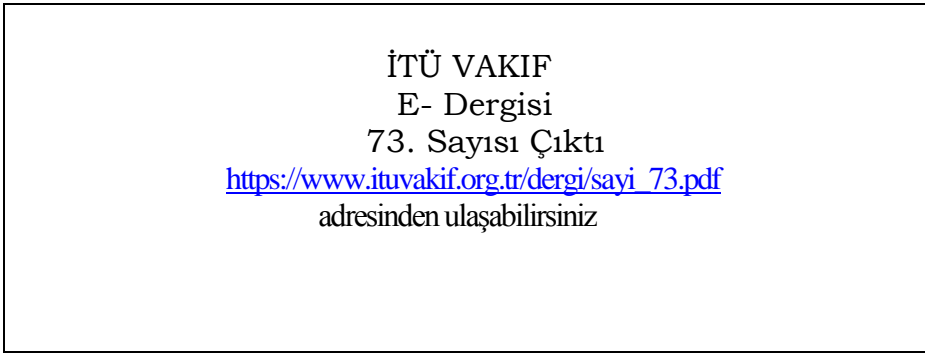 İTÜ VAKIF
E- Dergisi
73. Sayısı Çıktı
https://www.ituvakif.org.tr/dergi/sayi_73.pdf
adresinden ulaşabilirsiniz